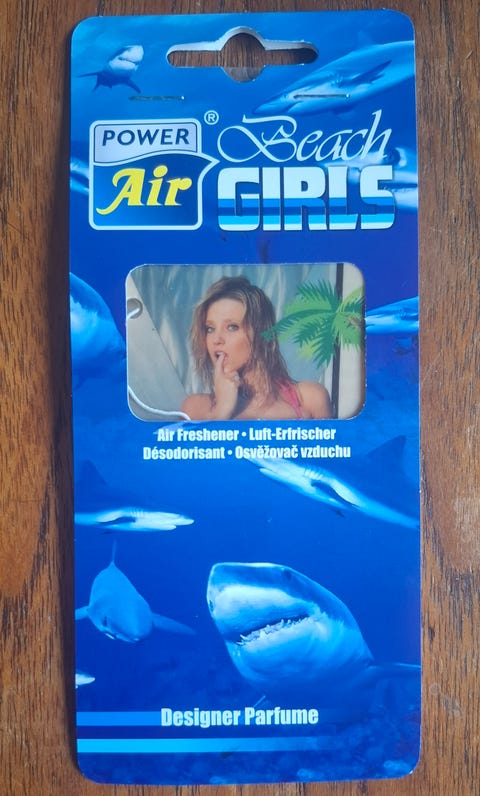 POWER
Air
®
Beach
GIRLS
Air Freshener • Luft-Erfrischer
Désodorisant • Osvěžovač vzduchu
Designer Parfume